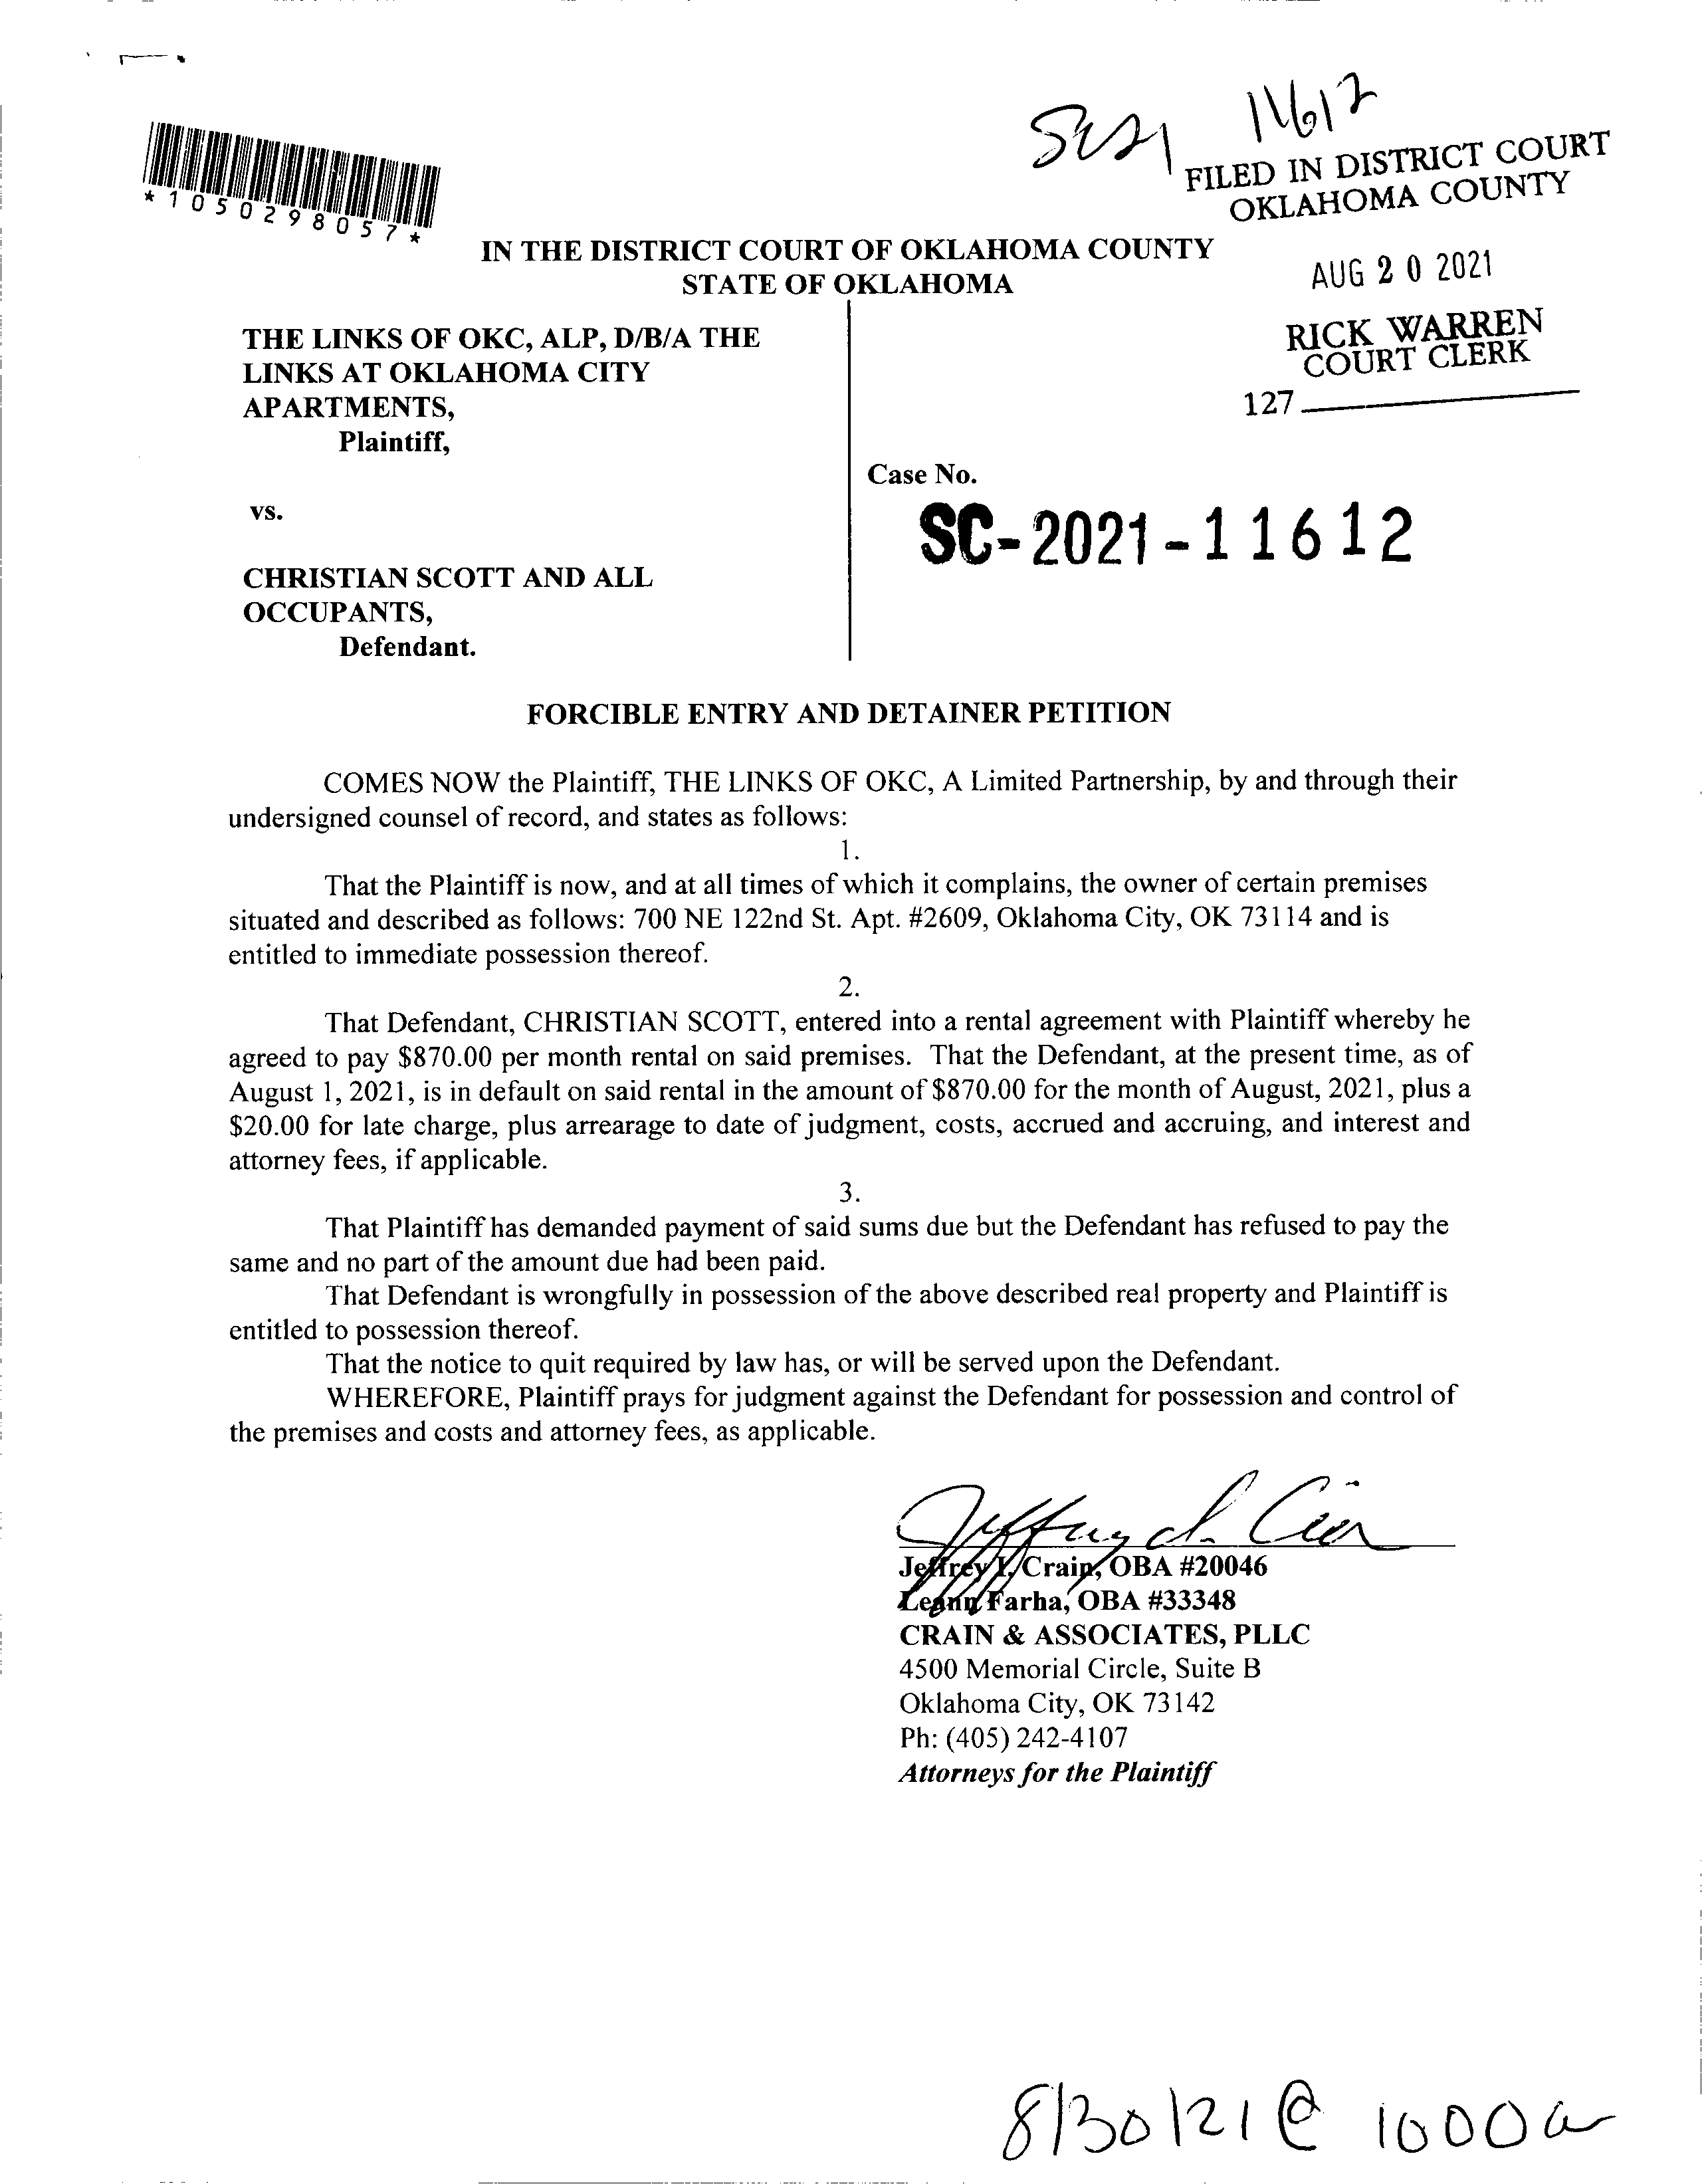 SC21 11612
FILED IN DISTRICT COURT
OKLAHOMA COUNTY
*1050298057*
IN THE DISTRICT COURT OF OKLAHOMA COUNTY
STATE OF OKLAHOMA
AUG 20 2021
RICK WARREN
COURT CLERK
127
THE LINKS OF OKC, ALP, D/B/A THE
LINKS AT OKLAHOMA CITY
APARTMENTS,
Plaintiff,
vs.
CHRISTIAN SCOTT AND ALL
OCCUPANTS,
Defendant.
Case No.
SC-2021-11612
FORCIBLE ENTRY AND DETAINER PETITION
COMES NOW the Plaintiff, THE LINKS OF OKC, A Limited Partnership, by and through their
undersigned counsel of record, and states as follows:
1.
That the Plaintiff is now, and at all times of which it complains, the owner of certain premises
situated and described as follows: 700 NE 122nd St. Apt. #2609, Oklahoma City, OK 73114 and is
entitled to immediate possession thereof.
2.
That Defendant, CHRISTIAN SCOTT, entered into a rental agreement with Plaintiff whereby he
agreed to pay $870.00 per month rental on said premises. That the Defendant, at the present time, as of
August 1, 2021, is in default on said rental in the amount of $870.00 for the month of August, 2021, plus a
$20.00 for late charge, plus arrearage to date of judgment, costs, accrued and accruing, and interest and
attorney fees, if applicable.
3.
That Plaintiff has demanded payment of said sums due but the Defendant has refused to pay the
same and no part of the amount due had been paid.
That Defendant is wrongfully in possession of the above described real property and Plaintiff is
entitled to possession thereof.
That the notice to quit required by law has, or will be served upon the Defendant.
WHEREFORE, Plaintiff prays for judgment against the Defendant for possession and control of
the premises and costs and attorney fees, as applicable.
Jeffrey I. Crain
Jeffrey I. Crain, OBA #20046
Leann Farha, OBA #33348
CRAIN & ASSOCIATES, PLLC
4500 Memorial Circle, Suite B
Oklahoma City, OK 73142
Ph: (405) 242-4107
Attorneys for the Plaintiff
8/30/21 @ 1000a